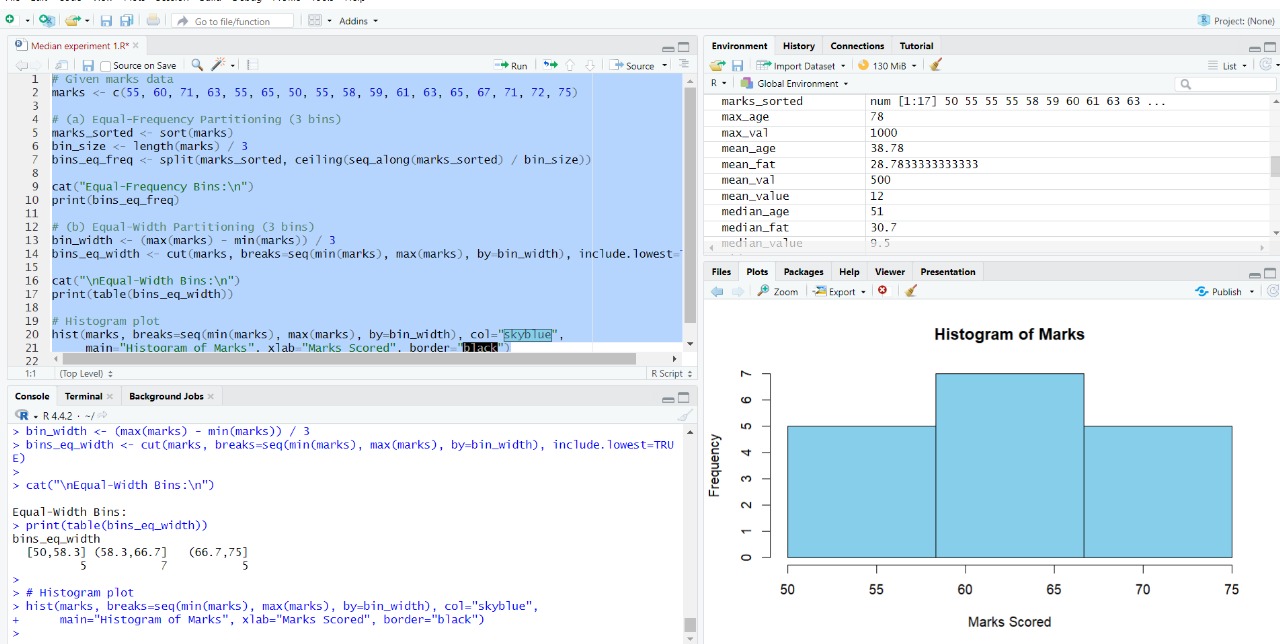 Go to file/function
Addins
Project: (None)
Median experiment 1.R*
Source on Save
Run
Source
1 # Given marks data
2 marks <- c(55, 60, 71, 63, 55, 65, 50, 55, 58, 59, 61, 63, 65, 67, 71, 72, 75)
3
4 # (a) Equal-Frequency Partitioning (3 bins)
5 marks_sorted <- sort(marks)
6 bin_size <- length(marks) / 3
7 bins_eq_freq <- split(marks_sorted, ceiling(seq_along(marks_sorted) / bin_size))
8
9 cat("Equal-Frequency Bins:\n")
10 print(bins_eq_freq)
11
12 # (b) Equal-Width Partitioning (3 bins)
13 bin_width <- (max(marks) - min(marks)) / 3
14 bins_eq_width <- cut(marks, breaks=seq(min(marks), max(marks), by=bin_width), include.lowest=
15
16 cat("\nEqual-Width Bins:\n")
17 print(table(bins_eq_width))
18
19 # Histogram plot
20 hist(marks, breaks=seq(min(marks), max(marks), by=bin_width), col="skyblue",
21 main="Histogram of Marks", xlab="Marks Scored", border="black")
22
1:1 (Top Level) R Script
Console Terminal Background Jobs
R 4.4.2 · ~/
> bin_width <- (max(marks) - min(marks)) / 3
> bins_eq_width <- cut(marks, breaks=seq(min(marks), max(marks), by=bin_width), include.lowest=TRU
E)
>
> cat("\nEqual-Width Bins:\n")
Equal-Width Bins:
> print(table(bins_eq_width))
bins_eq_width
[50,58.3] (58.3,66.7] (66.7,75]
5 7 5
>
> # Histogram plot
> hist(marks, breaks=seq(min(marks), max(marks), by=bin_width), col="skyblue",
+ main="Histogram of Marks", xlab="Marks Scored", border="black")
>
Environment History Connections Tutorial
Import Dataset 130 MiB List
R Global Environment
marks_sorted num [1:17] 50 55 55 55 58 59 60 61 63 63 ...
max_age 78
max_val 1000
mean_age 38.78
mean_fat 28.7833333333333
mean_val 500
mean_value 12
median_age 51
median_fat 30.7
median_value 9.5
Files Plots Packages Help Viewer Presentation
Zoom Export Publish
Histogram of Marks
Frequency
7
6
5
4
3
2
1
0
50 55 60 65 70 75
Marks Scored